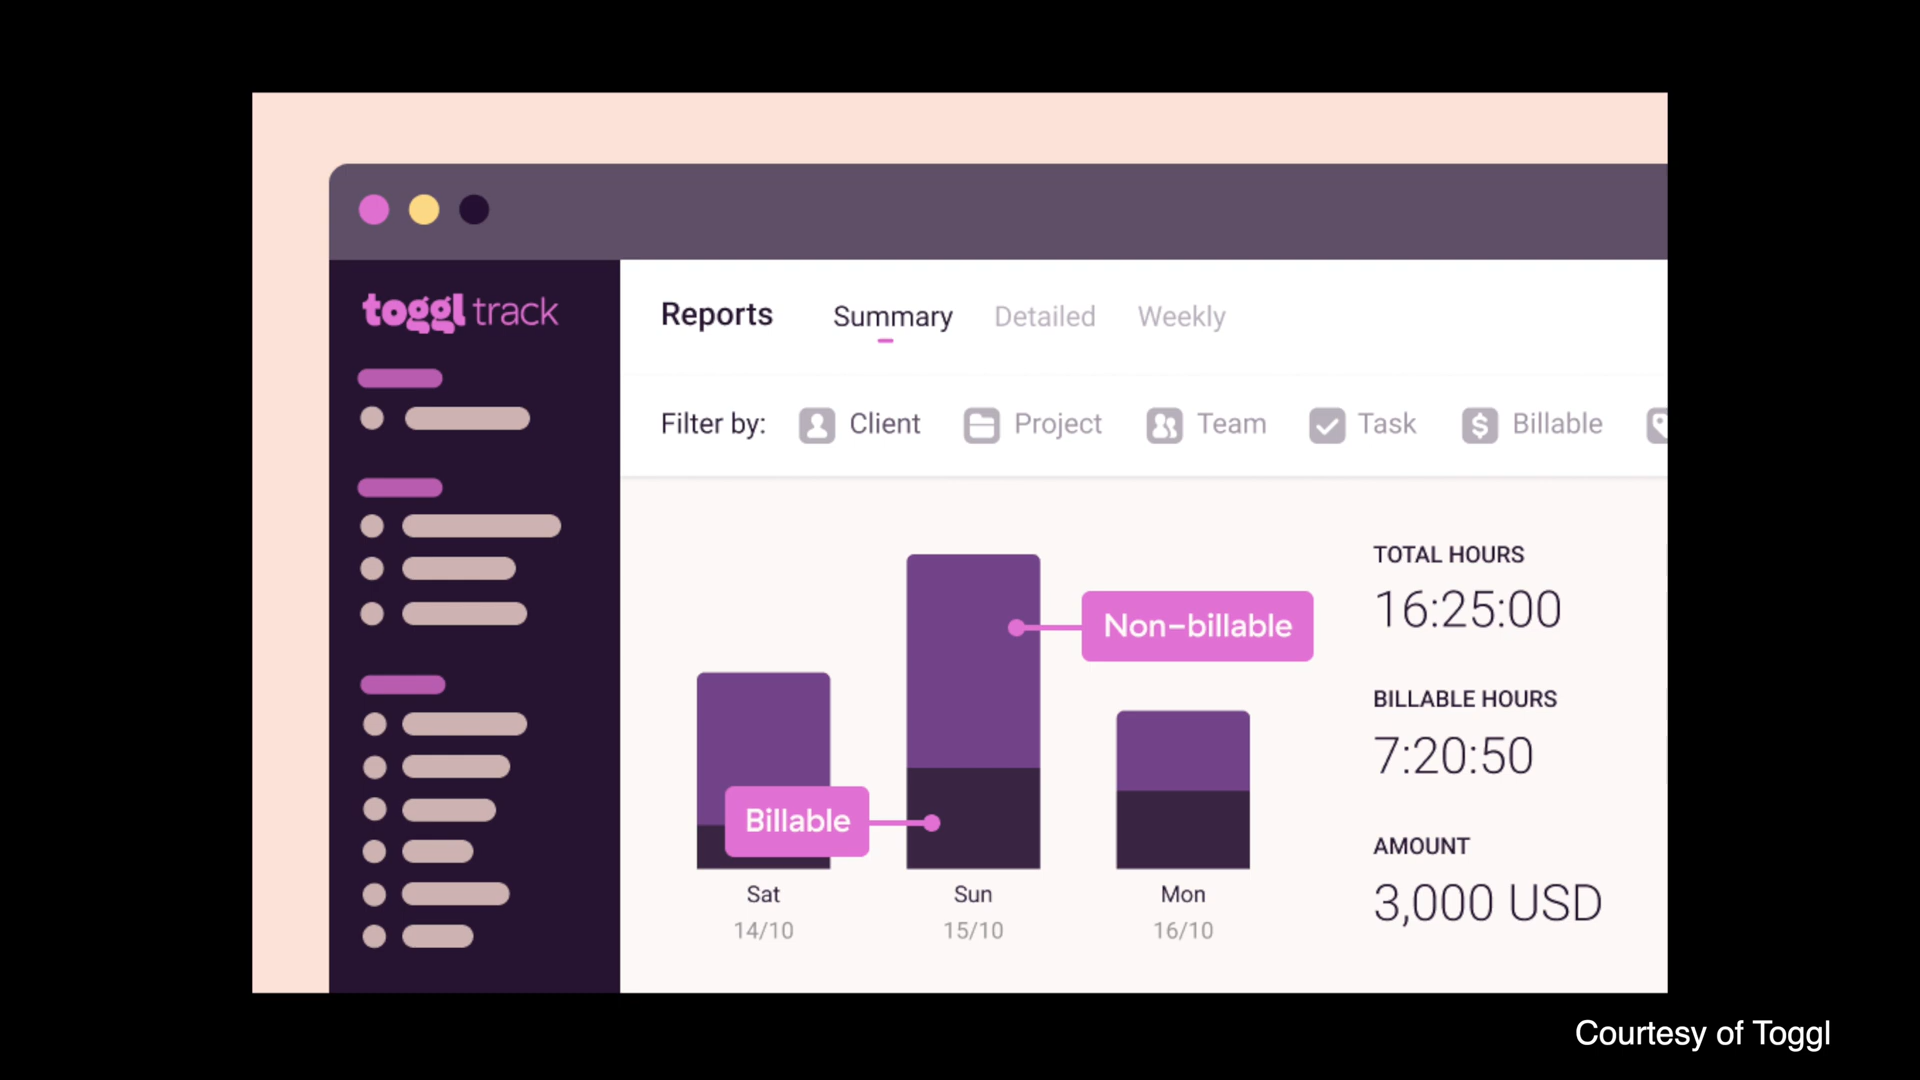 toggl track
Reports Summary Detailed Weekly
Filter by: Client Project Team Task $ Billable
TOTAL HOURS
16:25:00
Non-billable
BILLABLE HOURS
7:20:50
Billable
AMOUNT
3,000 USD
Sat Sun Mon
14/10 15/10 16/10
Courtesy of Toggl